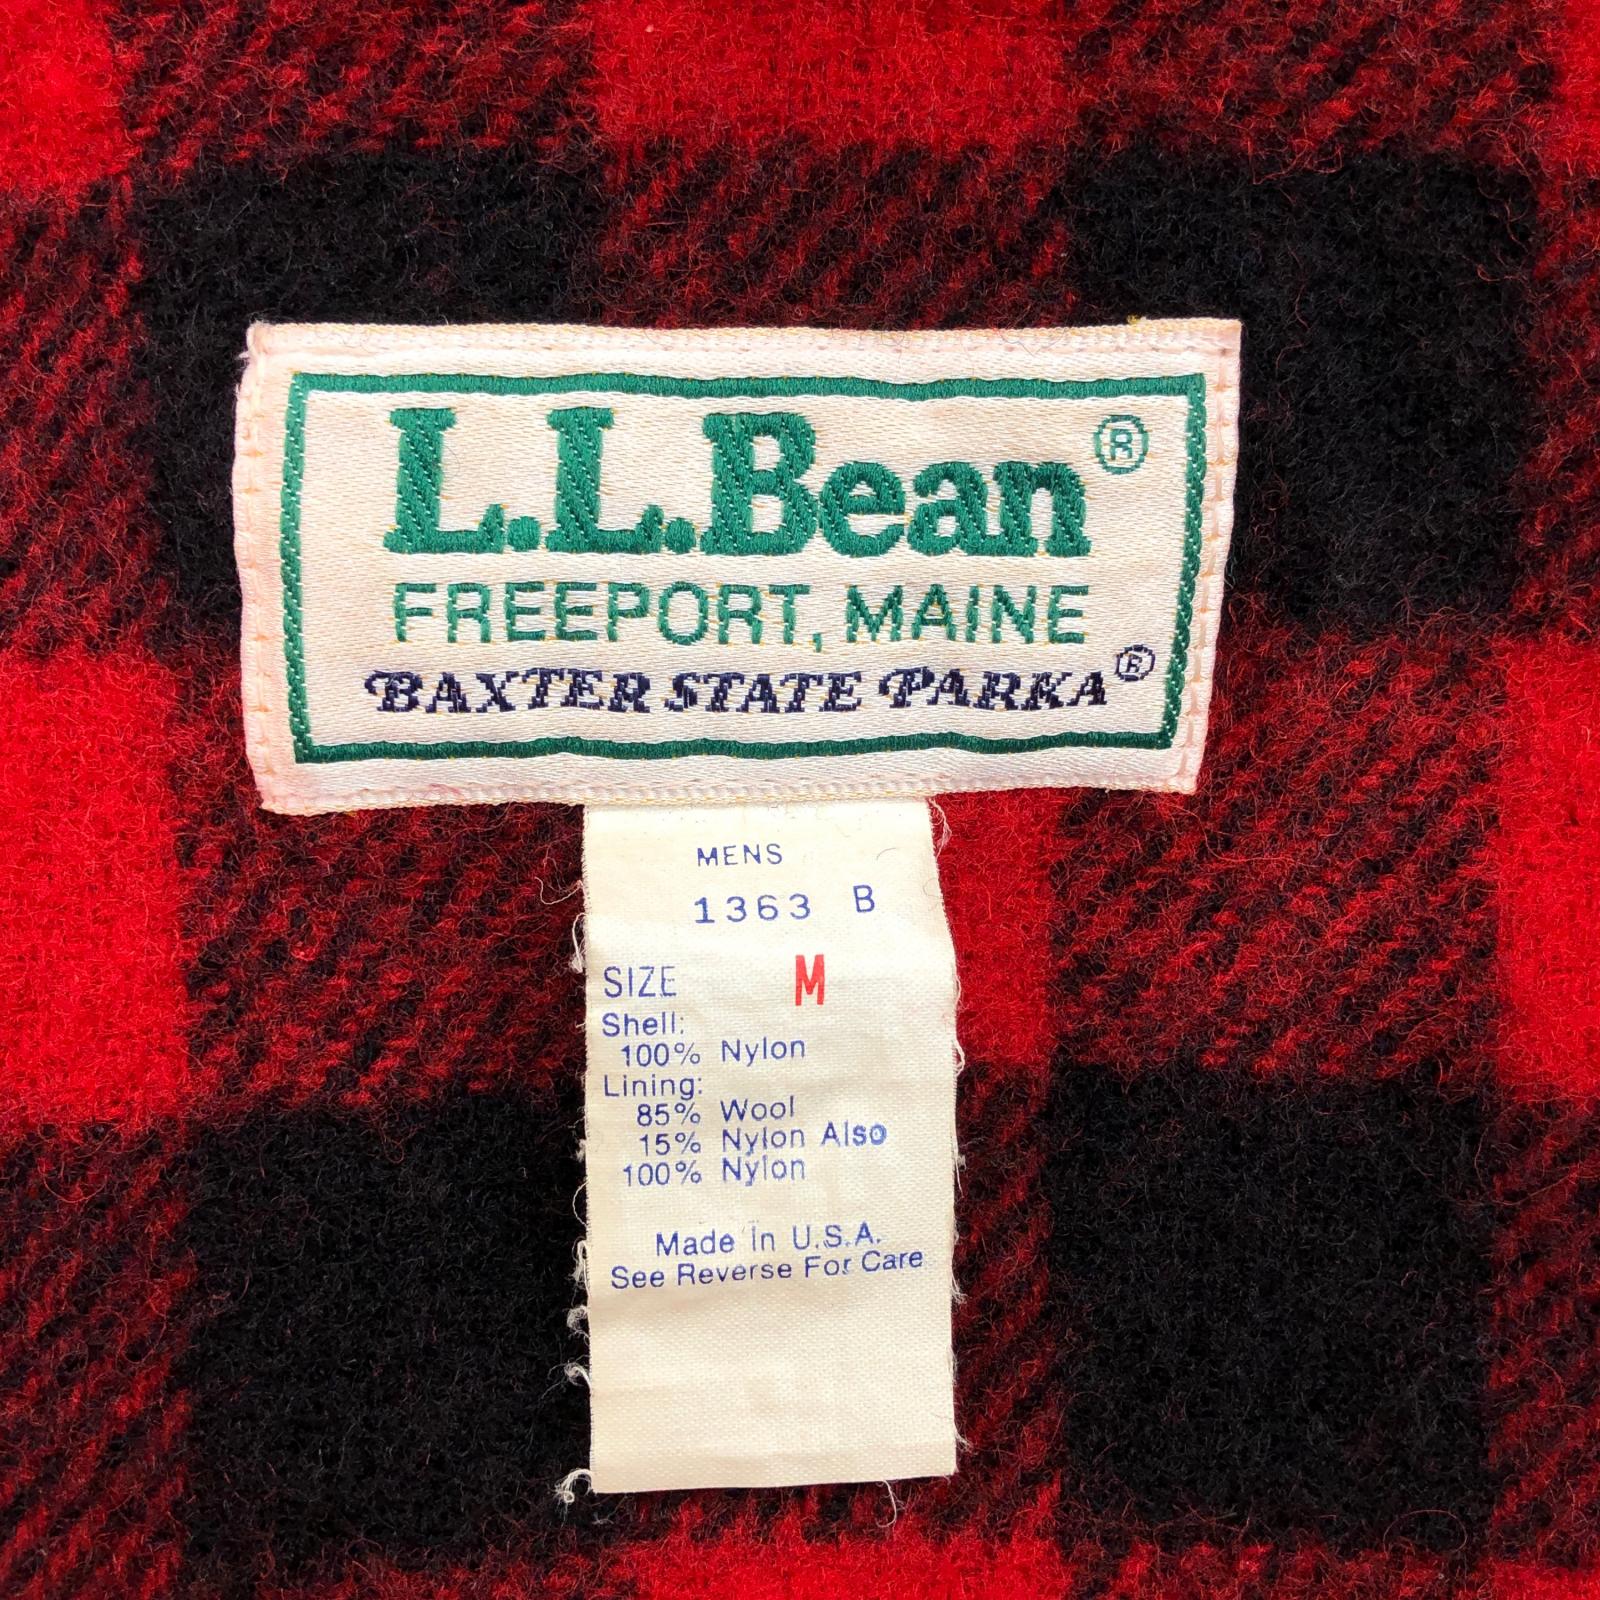 L.L.Bean®
FREEPORT, MAINE
BAXTER STATE PARKA®
MENS
1363 B
SIZE M
Shell:
100% Nylon
Lining:
85% Wool
15% Nylon Also
100% Nylon
Made in U.S.A.
See Reverse For Care